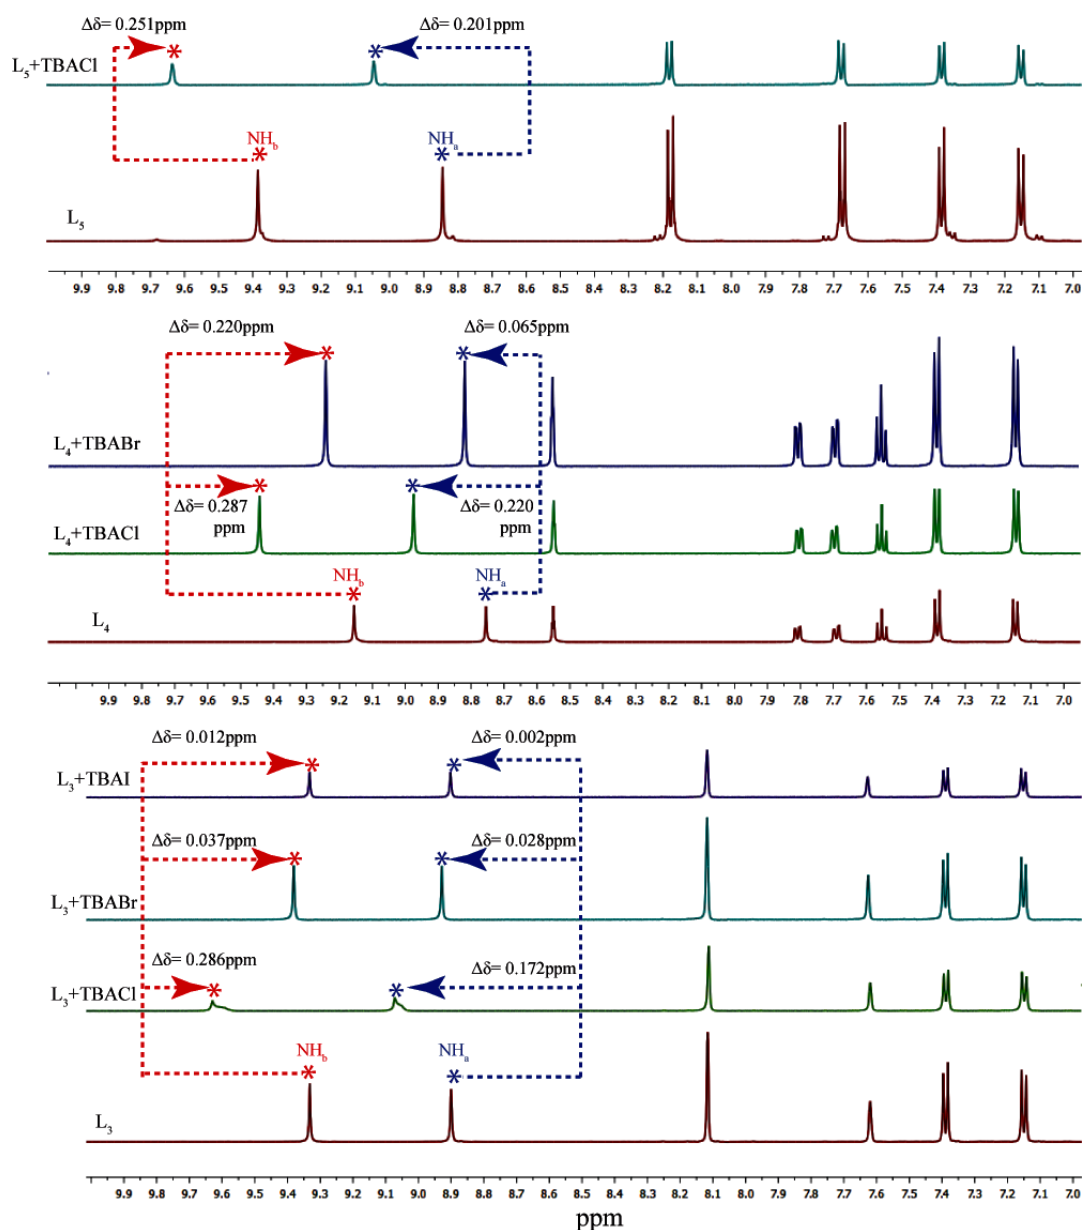 Δδ= 0.251ppm Δδ= 0.201ppm
L₅+TBACl
NH_b NH_a
L₅
9.9 9.8 9.7 9.6 9.5 9.4 9.3 9.2 9.1 9.0 8.9 8.8 8.7 8.6 8.5 8.4 8.3 8.2 8.1 8.0 7.9 7.8 7.7 7.6 7.5 7.4 7.3 7.2 7.1 7.0
Δδ= 0.220ppm Δδ= 0.065ppm
L₄+TBABr
Δδ= 0.287 Δδ= 0.220
ppm ppm
L₄+TBACl
NH_b NH_a
L₄
9.9 9.8 9.7 9.6 9.5 9.4 9.3 9.2 9.1 9.0 8.9 8.8 8.7 8.6 8.5 8.4 8.3 8.2 8.1 8.0 7.9 7.8 7.7 7.6 7.5 7.4 7.3 7.2 7.1 7.0
Δδ= 0.012ppm Δδ= 0.002ppm
L₃+TBAI
Δδ= 0.037ppm Δδ= 0.028ppm
L₃+TBABr
Δδ= 0.286ppm Δδ= 0.172ppm
L₃+TBACl
NH_b NH_a
L₃
9.9 9.8 9.7 9.6 9.5 9.4 9.3 9.2 9.1 9.0 8.9 8.8 8.7 8.6 8.5 8.4 8.3 8.2 8.1 8.0 7.9 7.8 7.7 7.6 7.5 7.4 7.3 7.2 7.1 7.0
ppm